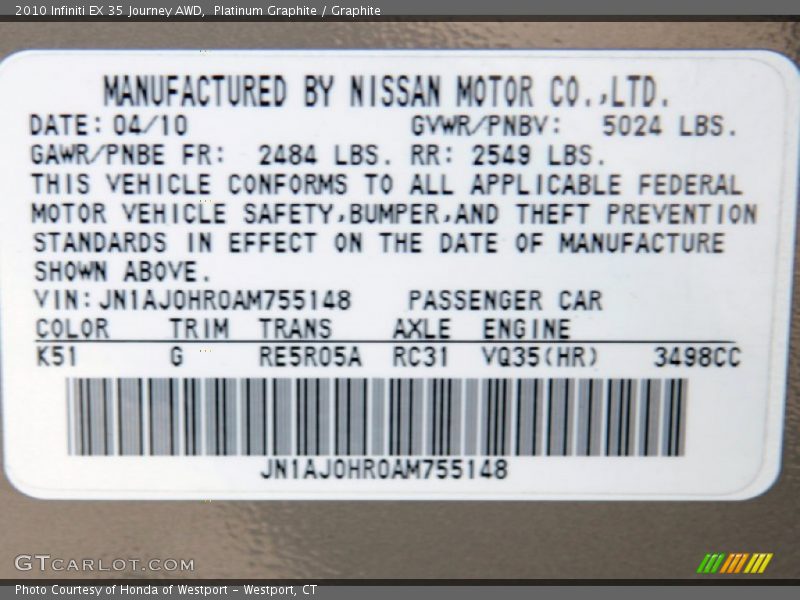 2010 Infiniti EX 35 Journey AWD, Platinum Graphite / Graphite
MANUFACTURED BY NISSAN MOTOR CO.,LTD.
DATE: 04/10 GVWR/PNBV: 5024 LBS.
GAWR/PNBE FR: 2484 LBS. RR: 2549 LBS.
THIS VEHICLE CONFORMS TO ALL APPLICABLE FEDERAL
MOTOR VEHICLE SAFETY,BUMPER,AND THEFT PREVENTION
STANDARDS IN EFFECT ON THE DATE OF MANUFACTURE
SHOWN ABOVE.
VIN:JN1AJ0HR0AM755148 PASSENGER CAR
COLOR TRIM TRANS AXLE ENGINE
K51 G RE5R05A RC31 VQ35(HR) 3498CC
JN1AJ0HR0AM755148
GTCARLOT.COM
Photo Courtesy of Honda of Westport – Westport, CT